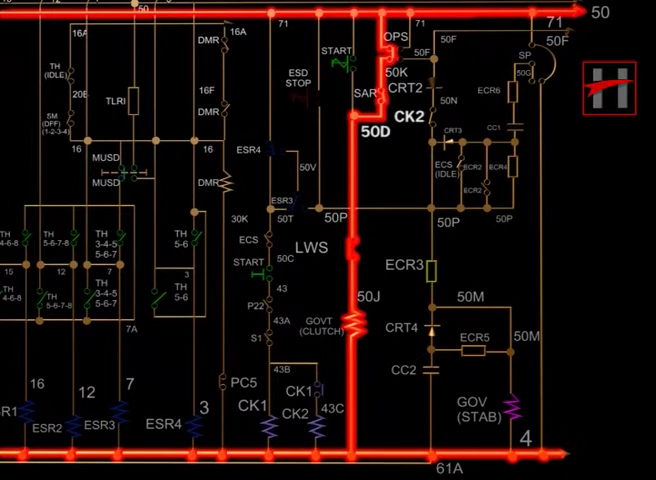 50
71
71
71
50
50F
16A
16A
DMR
START
OPS
50F
50F
SP
TH
(IDLE)
ESD
STOP
50K
50G
20E
TLRI
16F
SAR
CRT2
ECR6
DMR
50N
SM
(DFF)
(1-2-3-4)
CK2
50D
CRT3
CC1
16
16
ESR4
MUSD
50V
ECS
(IDLE)
ECR2
ECR4
MUSD
DMR
ECR2
ESR3
30K
50T
50P
50P
50P
TH
4-6-8
TH
5-6-7-8
TH
3-4-5
5-6-7
TH
5-6
ECS
LWS
50C
ECR3
15
12
7
3
START
TH
4-6-8
TH
5-6-7-8
TH
3-4-5
5-6-7
TH
5-6
43
50J
50M
P22
7A
43A
GOVT
(CLUTCH)
CRT4
S1
ECR5
50M
43B
CC2
16
12
7
3
PC5
CK1
GOV
(STAB)
SR1
ESR2
ESR3
ESR4
CK1
CK2
43C
4
61A